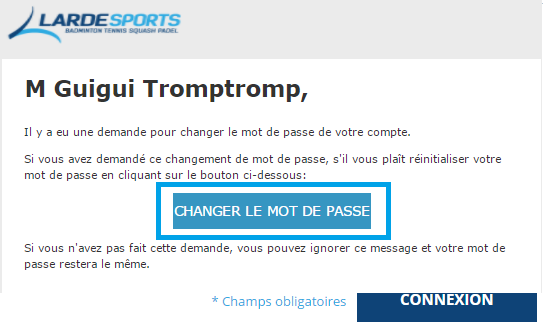 LARDESPORTS
BADMINTON TENNIS SQUASH PADEL
M Guigui Tromptromp,
Il y a eu une demande pour changer le mot de passe de votre compte.
Si vous avez demandé ce changement de mot de passe, s'il vous plaît réinitialiser votre
mot de passe en cliquant sur le bouton ci-dessous:
CHANGER LE MOT DE PASSE
Si vous n'avez pas fait cette demande, vous pouvez ignorer ce message et votre mot de
passe restera le même.
* Champs obligatoires
CONNEXION